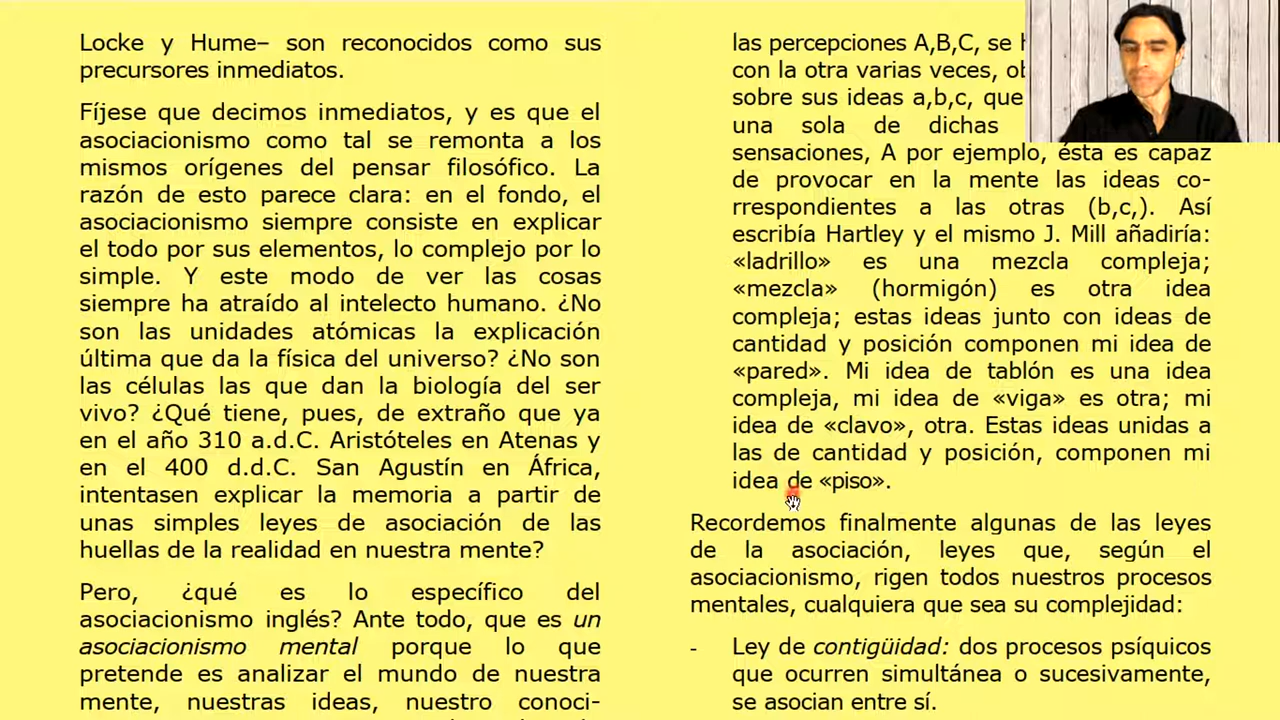 Locke y Hume– son reconocidos como sus
precursores inmediatos.
Fíjese que decimos inmediatos, y es que el
asociacionismo como tal se remonta a los
mismos orígenes del pensar filosófico. La
razón de esto parece clara: en el fondo, el
asociacionismo siempre consiste en explicar
el todo por sus elementos, lo complejo por lo
simple. Y este modo de ver las cosas
siempre ha atraído al intelecto humano. ¿No
son las unidades atómicas la explicación
última que da la física del universo? ¿No son
las células las que dan la biología del ser
vivo? ¿Qué tiene, pues, de extraño que ya
en el año 310 a.d.C. Aristóteles en Atenas y
en el 400 d.d.C. San Agustín en África,
intentasen explicar la memoria a partir de
unas simples leyes de asociación de las
huellas de la realidad en nuestra mente?
Pero, ¿qué es lo específico del
asociacionismo inglés? Ante todo, que es un
asociacionismo mental porque lo que
pretende es analizar el mundo de nuestra
mente, nuestras ideas, nuestro conoci-
las percepciones A,B,C, se
con la otra varias veces,
sobre sus ideas a,b,c, que
una sola de dichas
sensaciones, A por ejemplo, ésta es capaz
de provocar en la mente las ideas co-
rrespondientes a las otras (b,c,). Así
escribía Hartley y el mismo J. Mill añadiría:
«ladrillo» es una mezcla compleja;
«mezcla» (hormigón) es otra idea
compleja; estas ideas junto con ideas de
cantidad y posición componen mi idea de
«pared». Mi idea de tablón es una idea
compleja, mi idea de «viga» es otra; mi
idea de «clavo», otra. Estas ideas unidas a
las de cantidad y posición, componen mi
idea de «piso».
Recordemos finalmente algunas de las leyes
de la asociación, leyes que, según el
asociacionismo, rigen todos nuestros procesos
mentales, cualquiera que sea su complejidad:
- Ley de contigüidad: dos procesos psíquicos
que ocurren simultánea o sucesivamente,
se asocian entre sí.